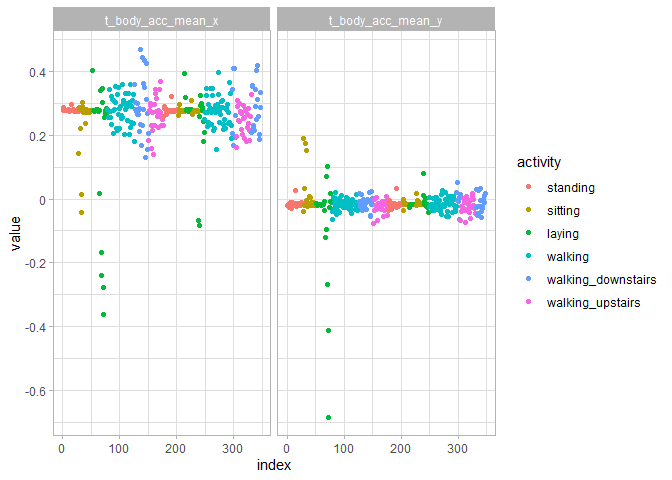 t_body_acc_mean_x
t_body_acc_mean_y
0.4
0.2
0
-0.2
-0.4
-0.6
value
0
100
200
300
0
100
200
300
index
activity
standing
sitting
laying
walking
walking_downstairs
walking_upstairs